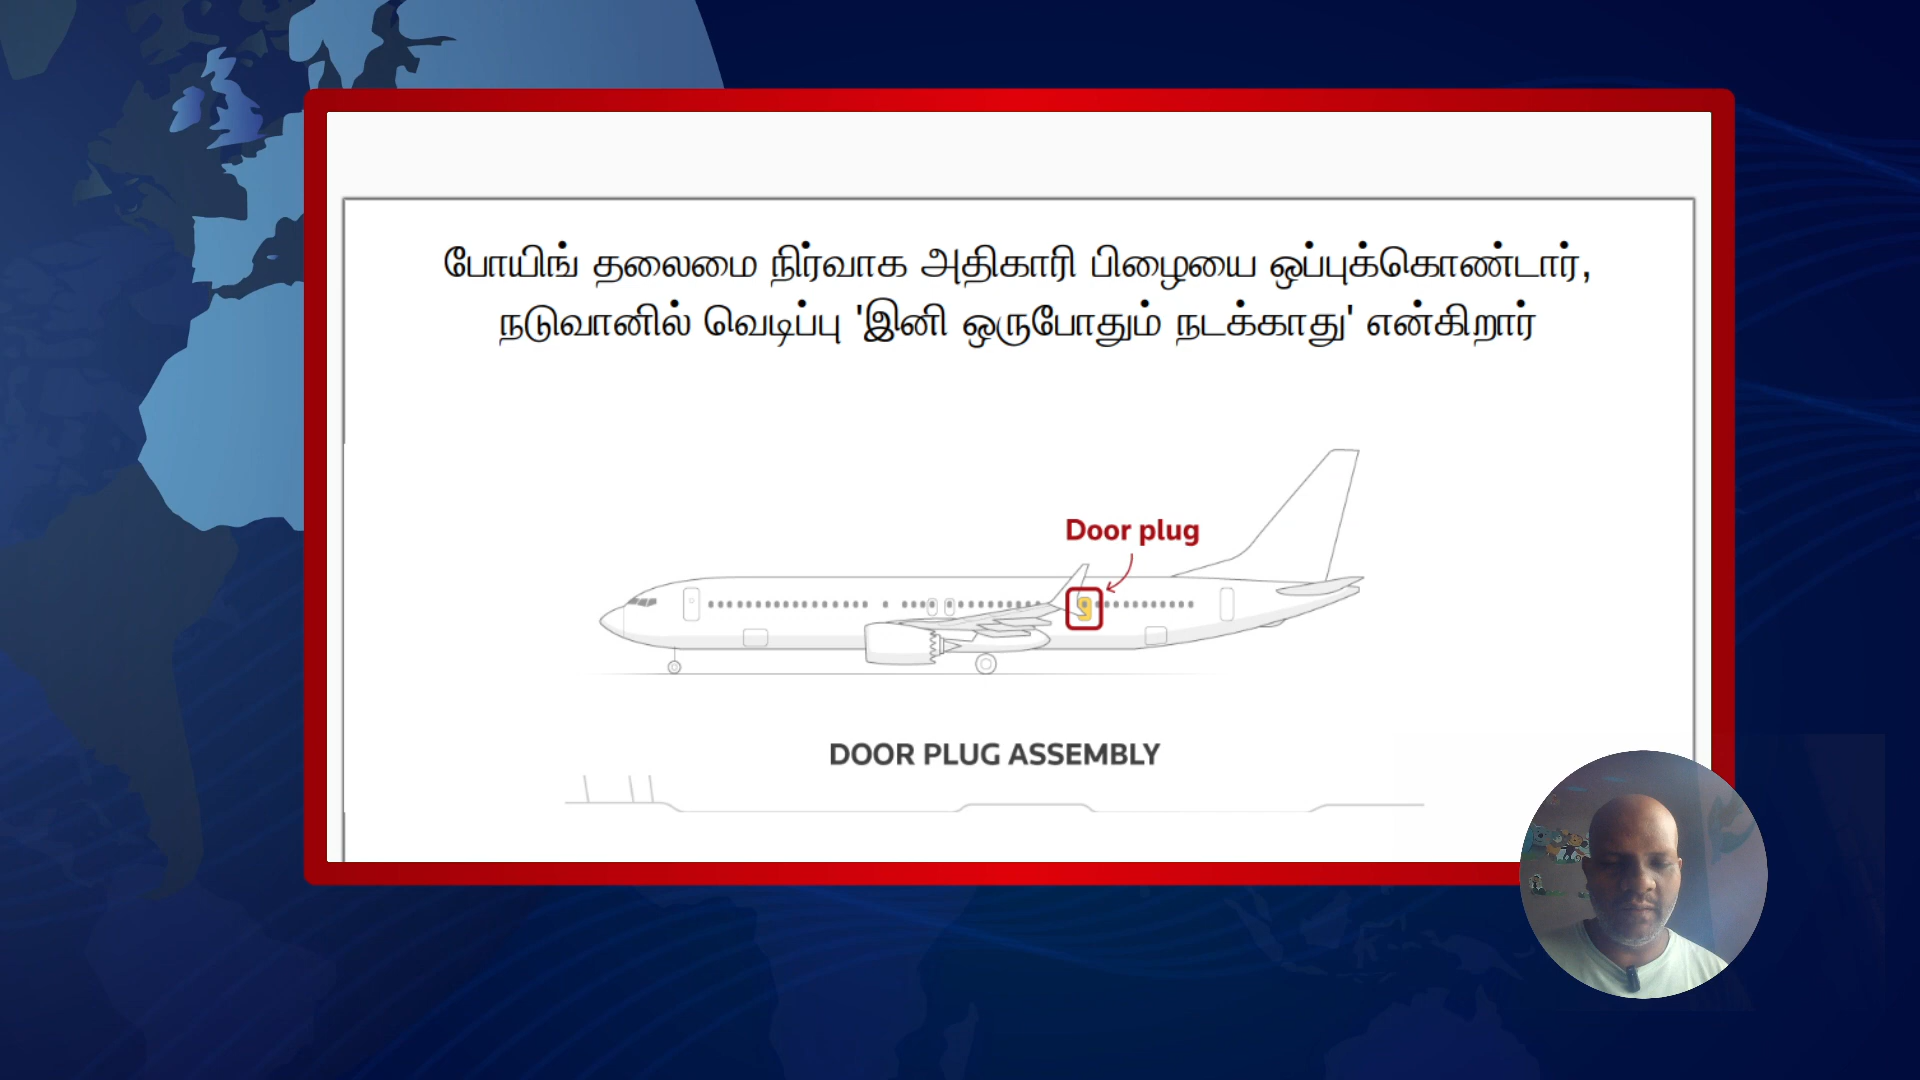 போயிங் தலைமை நிர்வாக அதிகாரி பிழையை ஒப்புக்கொண்டார்,
நடுவானில் வெடிப்பு 'இனி ஒருபோதும் நடக்காது' என்கிறார்
Door plug
DOOR PLUG ASSEMBLY